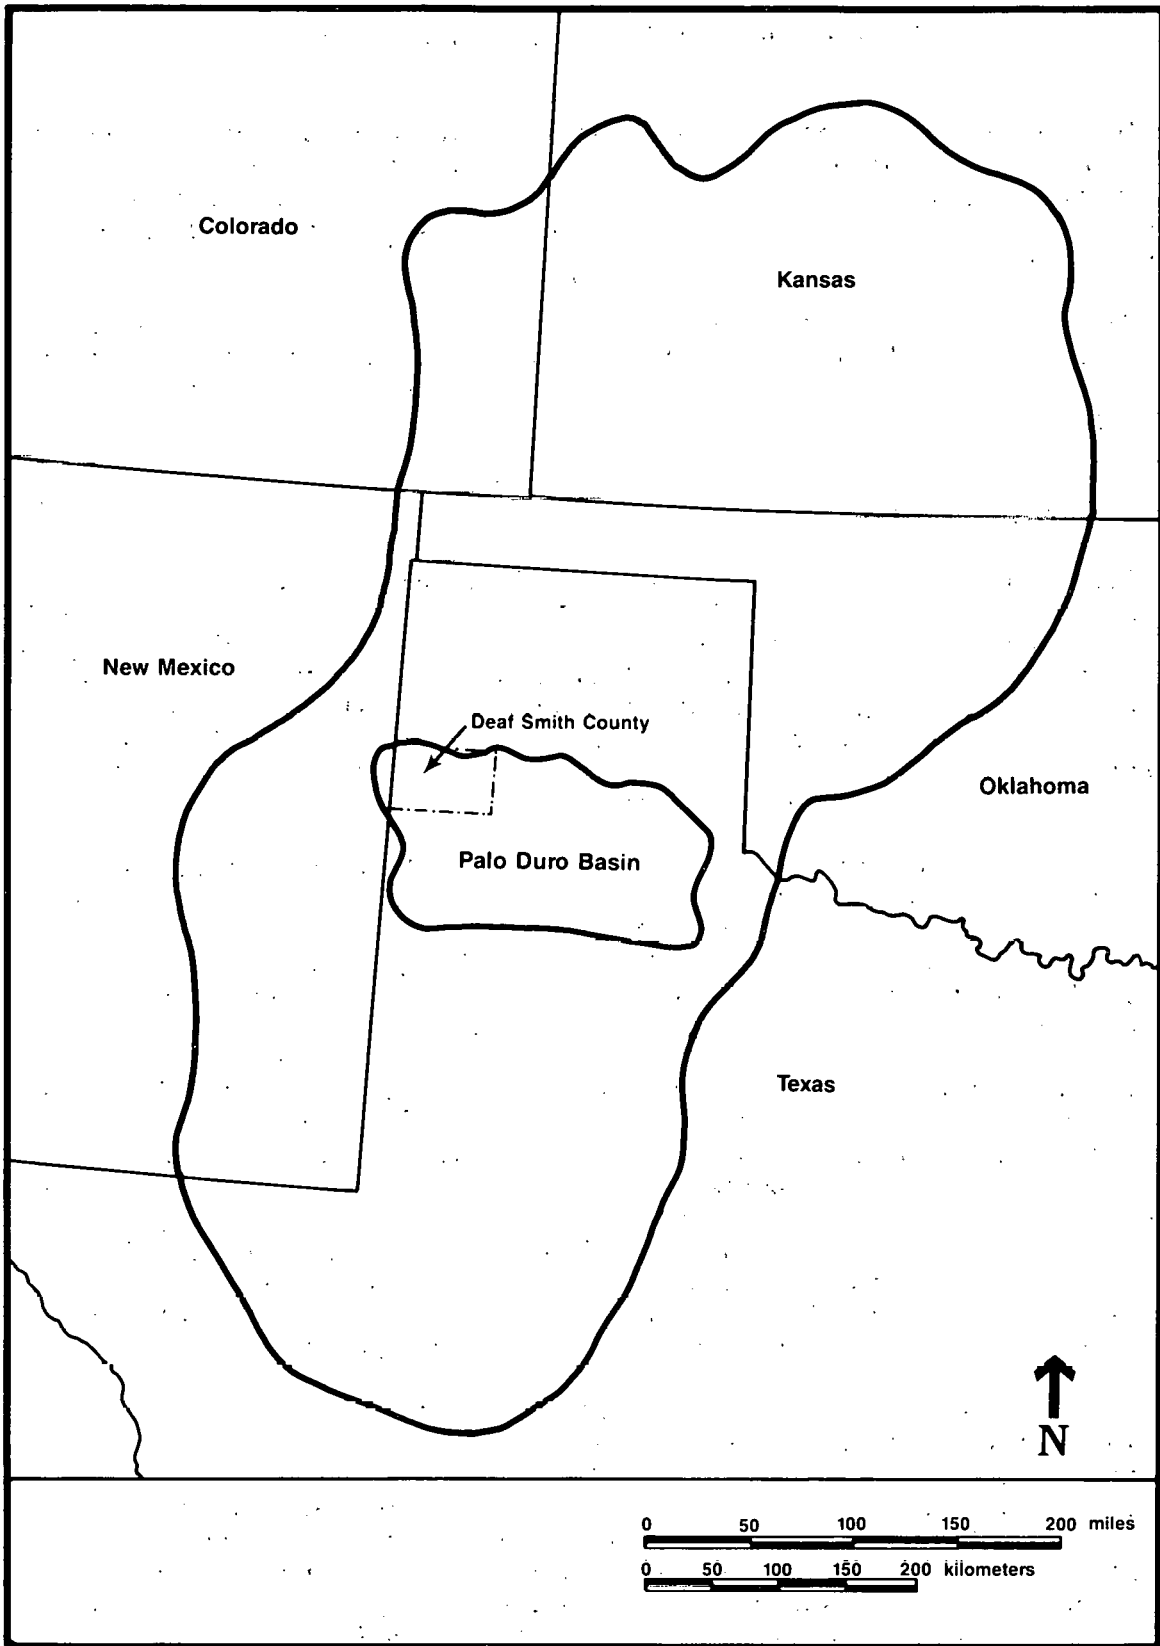 Colorado
Kansas
New Mexico
Deaf Smith County
Oklahoma
Palo Duro Basin
Texas
N
0 50 100 150 200 miles
0 50 100 150 200 kilometers